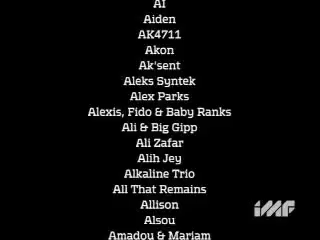 AI
Aiden
AK4711
Akon
Ak'sent
Aleks Syntek
Alex Parks
Alexis, Fido & Baby Ranks
Ali & Big Gipp
Ali Zafar
Alih Jey
Alkaline Trio
All That Remains
Allison
Alsou
Amadou & Mariam
imf